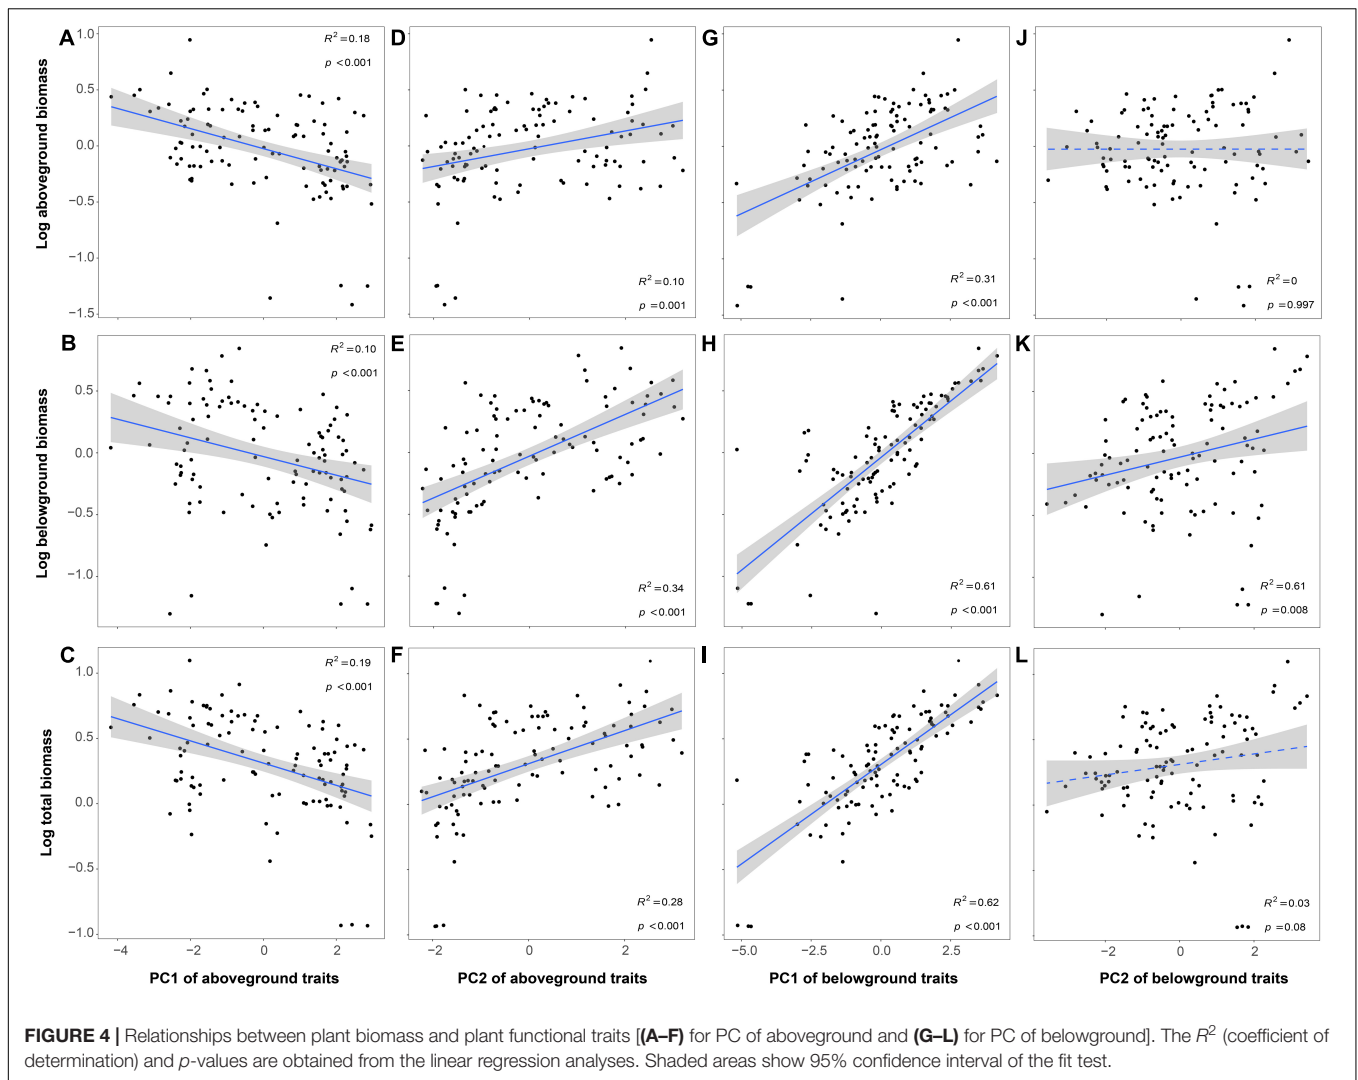 A
R² = 0.18
p < 0.001
D
R² = 0.10
p = 0.001
G
R² = 0.31
p < 0.001
J
R² = 0
p = 0.997
Log aboveground biomass
1.0
0.5
0.0
−0.5
−1.0
−1.5
B
R² = 0.10
p < 0.001
E
R² = 0.34
p < 0.001
H
R² = 0.61
p < 0.001
K
R² = 0.61
p = 0.008
Log belowground biomass
0.5
0.0
−0.5
−1.0
C
R² = 0.19
p < 0.001
F
R² = 0.28
p < 0.001
I
R² = 0.62
p < 0.001
L
R² = 0.03
p = 0.08
Log total biomass
1.0
0.5
0.0
−0.5
−1.0
−4 −2 0 2
−2 0 2
−5.0 −2.5 0.0 2.5
−2 0 2
PC1 of aboveground traits
PC2 of aboveground traits
PC1 of belowground traits
PC2 of belowground traits
FIGURE 4 | Relationships between plant biomass and plant functional traits [(A–F) for PC of aboveground and (G–L) for PC of belowground]. The R² (coefficient of
determination) and p-values are obtained from the linear regression analyses. Shaded areas show 95% confidence interval of the fit test.